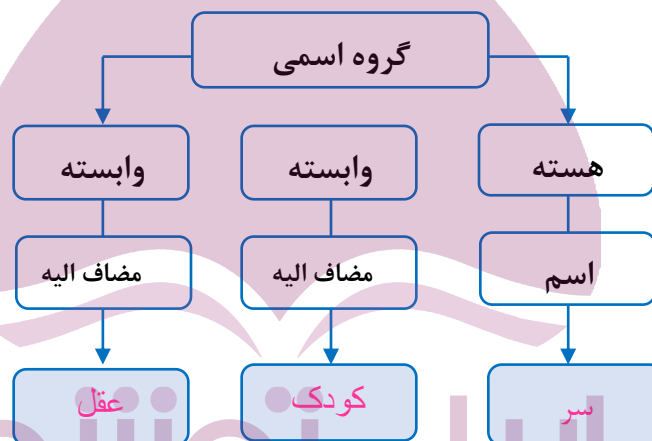 گروه اسمی
هسته
وابسته
وابسته
اسم
مضاف الیه
مضاف الیه
سر
کودک
عقل